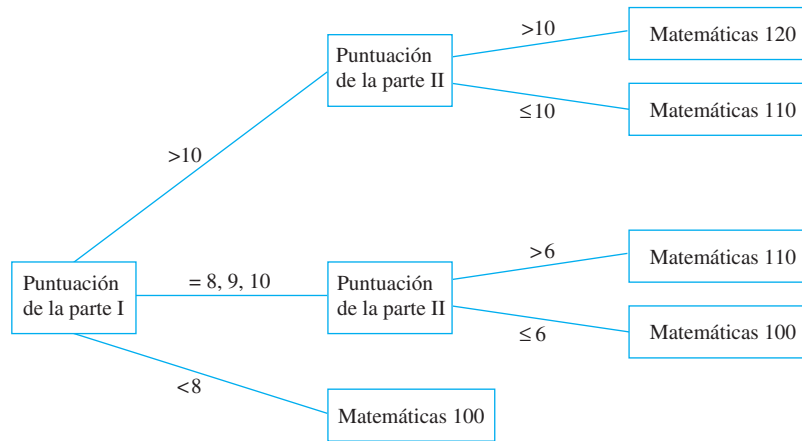 >10
Matemáticas 120
Puntuación
de la parte II
≤10
Matemáticas 110
>10
>6
Matemáticas 110
Puntuación
de la parte I
= 8, 9, 10
Puntuación
de la parte II
≤6
Matemáticas 100
<8
Matemáticas 100